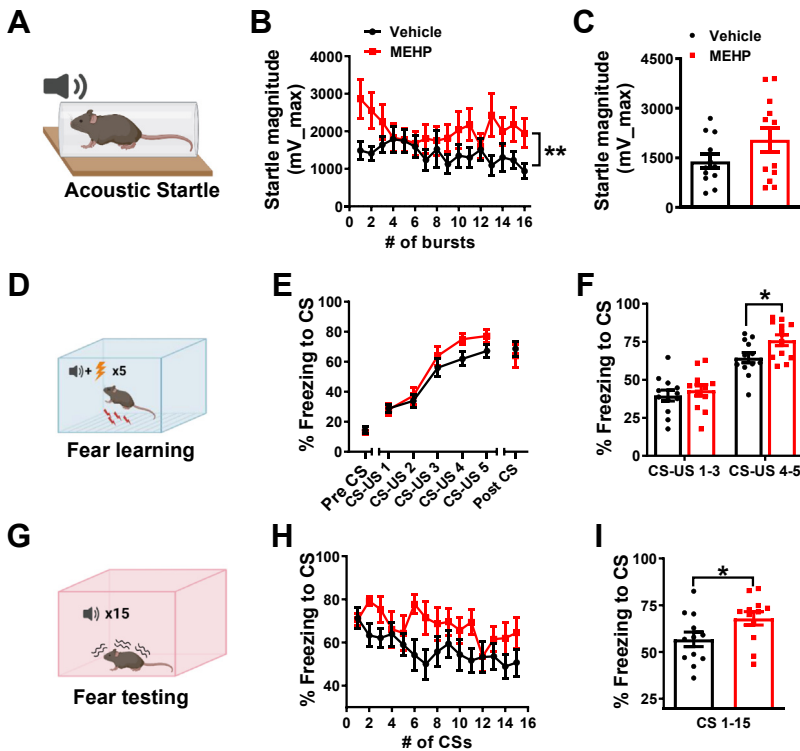 A
Acoustic Startle
B
Vehicle
MEHP
Startle magnitude
(mV_max)
4000
3000
2000
1000
0
**
0 2 4 6 8 10 12 14 16
# of bursts
C
Vehicle
MEHP
Startle magnitude
(mV_max)
4500
3000
1500
0
D
+ x5
Fear learning
E
% Freezing to CS
100
80
60
40
20
0
Pre CS
CS-US 1
CS-US 2
CS-US 3
CS-US 4
CS-US 5
Post CS
F
% Freezing to CS
100
75
50
25
0
*
CS-US 1-3
CS-US 4-5
G
x15
Fear testing
H
% Freezing to CS
100
80
60
40
0 2 4 6 8 10 12 14 16
# of CSs
I
% Freezing to CS
100
75
50
25
*
CS 1-15